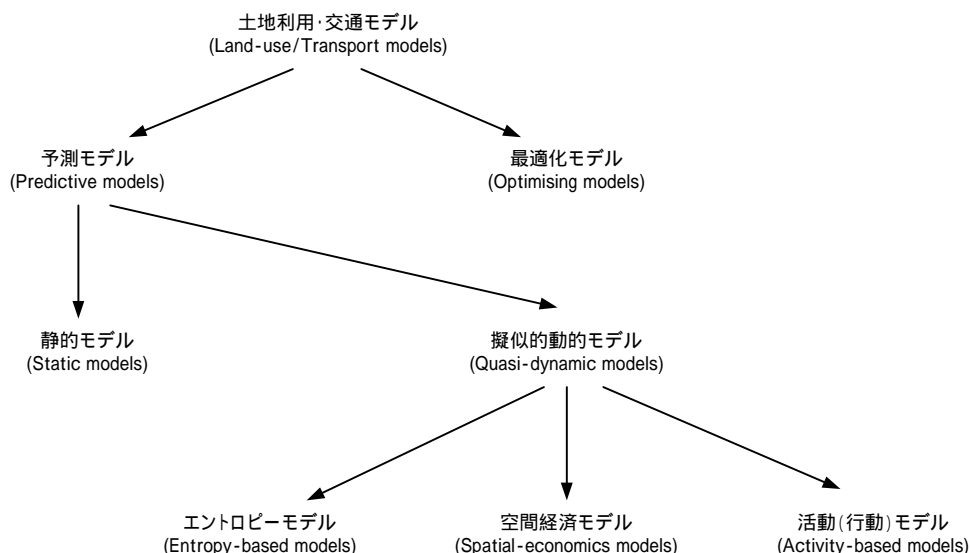 土地利用・交通モデル
(Land-use/Transport models)
予測モデル
(Predictive models)
最適化モデル
(Optimising models)
静的モデル
(Static models)
擬似的動的モデル
(Quasi-dynamic models)
エントロピーモデル
(Entropy-based models)
空間経済モデル
(Spatial-economics models)
活動(行動)モデル
(Activity-based models)